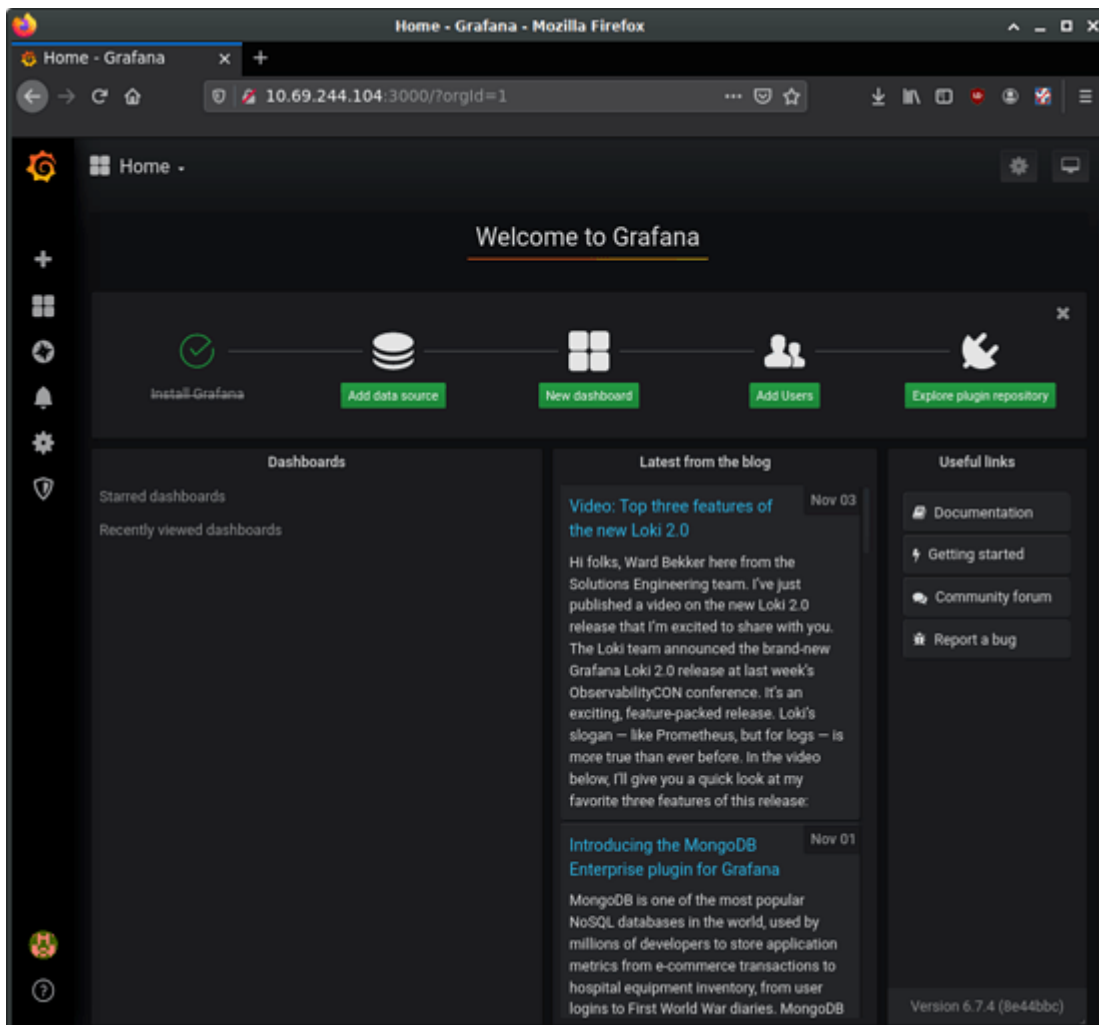 Home - Grafana - Mozilla Firefox
Home - Grafana
10.69.244.104:3000/?orgId=1
Home
Welcome to Grafana
Install Grafana
Add data source
New dashboard
Add Users
Explore plugin repository
Dashboards
Starred dashboards
Recently viewed dashboards
Latest from the blog
Video: Top three features of
the new Loki 2.0
Nov 03
Hi folks, Ward Bekker here from the
Solutions Engineering team. I've just
published a video on the new Loki 2.0
release that I'm excited to share with you.
The Loki team announced the brand-new
Grafana Loki 2.0 release at last week's
ObservabilityCON conference. It's an
exciting, feature-packed release. Loki's
slogan — like Prometheus, but for logs — is
more true than ever before. In the video
below, I'll give you a quick look at my
favorite three features of this release:
Introducing the MongoDB
Enterprise plugin for Grafana
Nov 01
MongoDB is one of the most popular
NoSQL databases in the world, used by
millions of developers to store application
metrics from e-commerce transactions to
hospital equipment inventory, from user
logins to First World War diaries. MongoDB
Useful links
Documentation
Getting started
Community forum
Report a bug
Version 6.7.4 (8e44bbc)